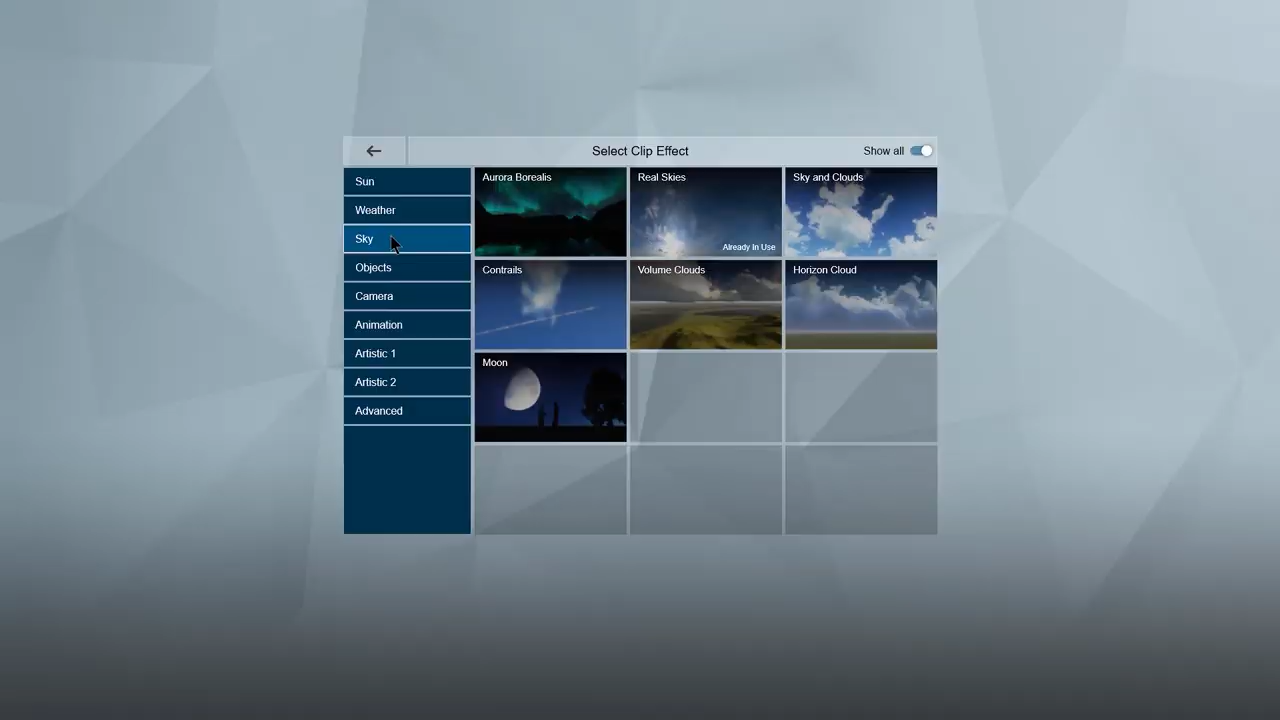 Select Clip Effect
Show all
Sun
Weather
Sky
Objects
Camera
Animation
Artistic 1
Artistic 2
Advanced
Aurora Borealis
Real Skies
Already In Use
Sky and Clouds
Contrails
Volume Clouds
Horizon Cloud
Moon